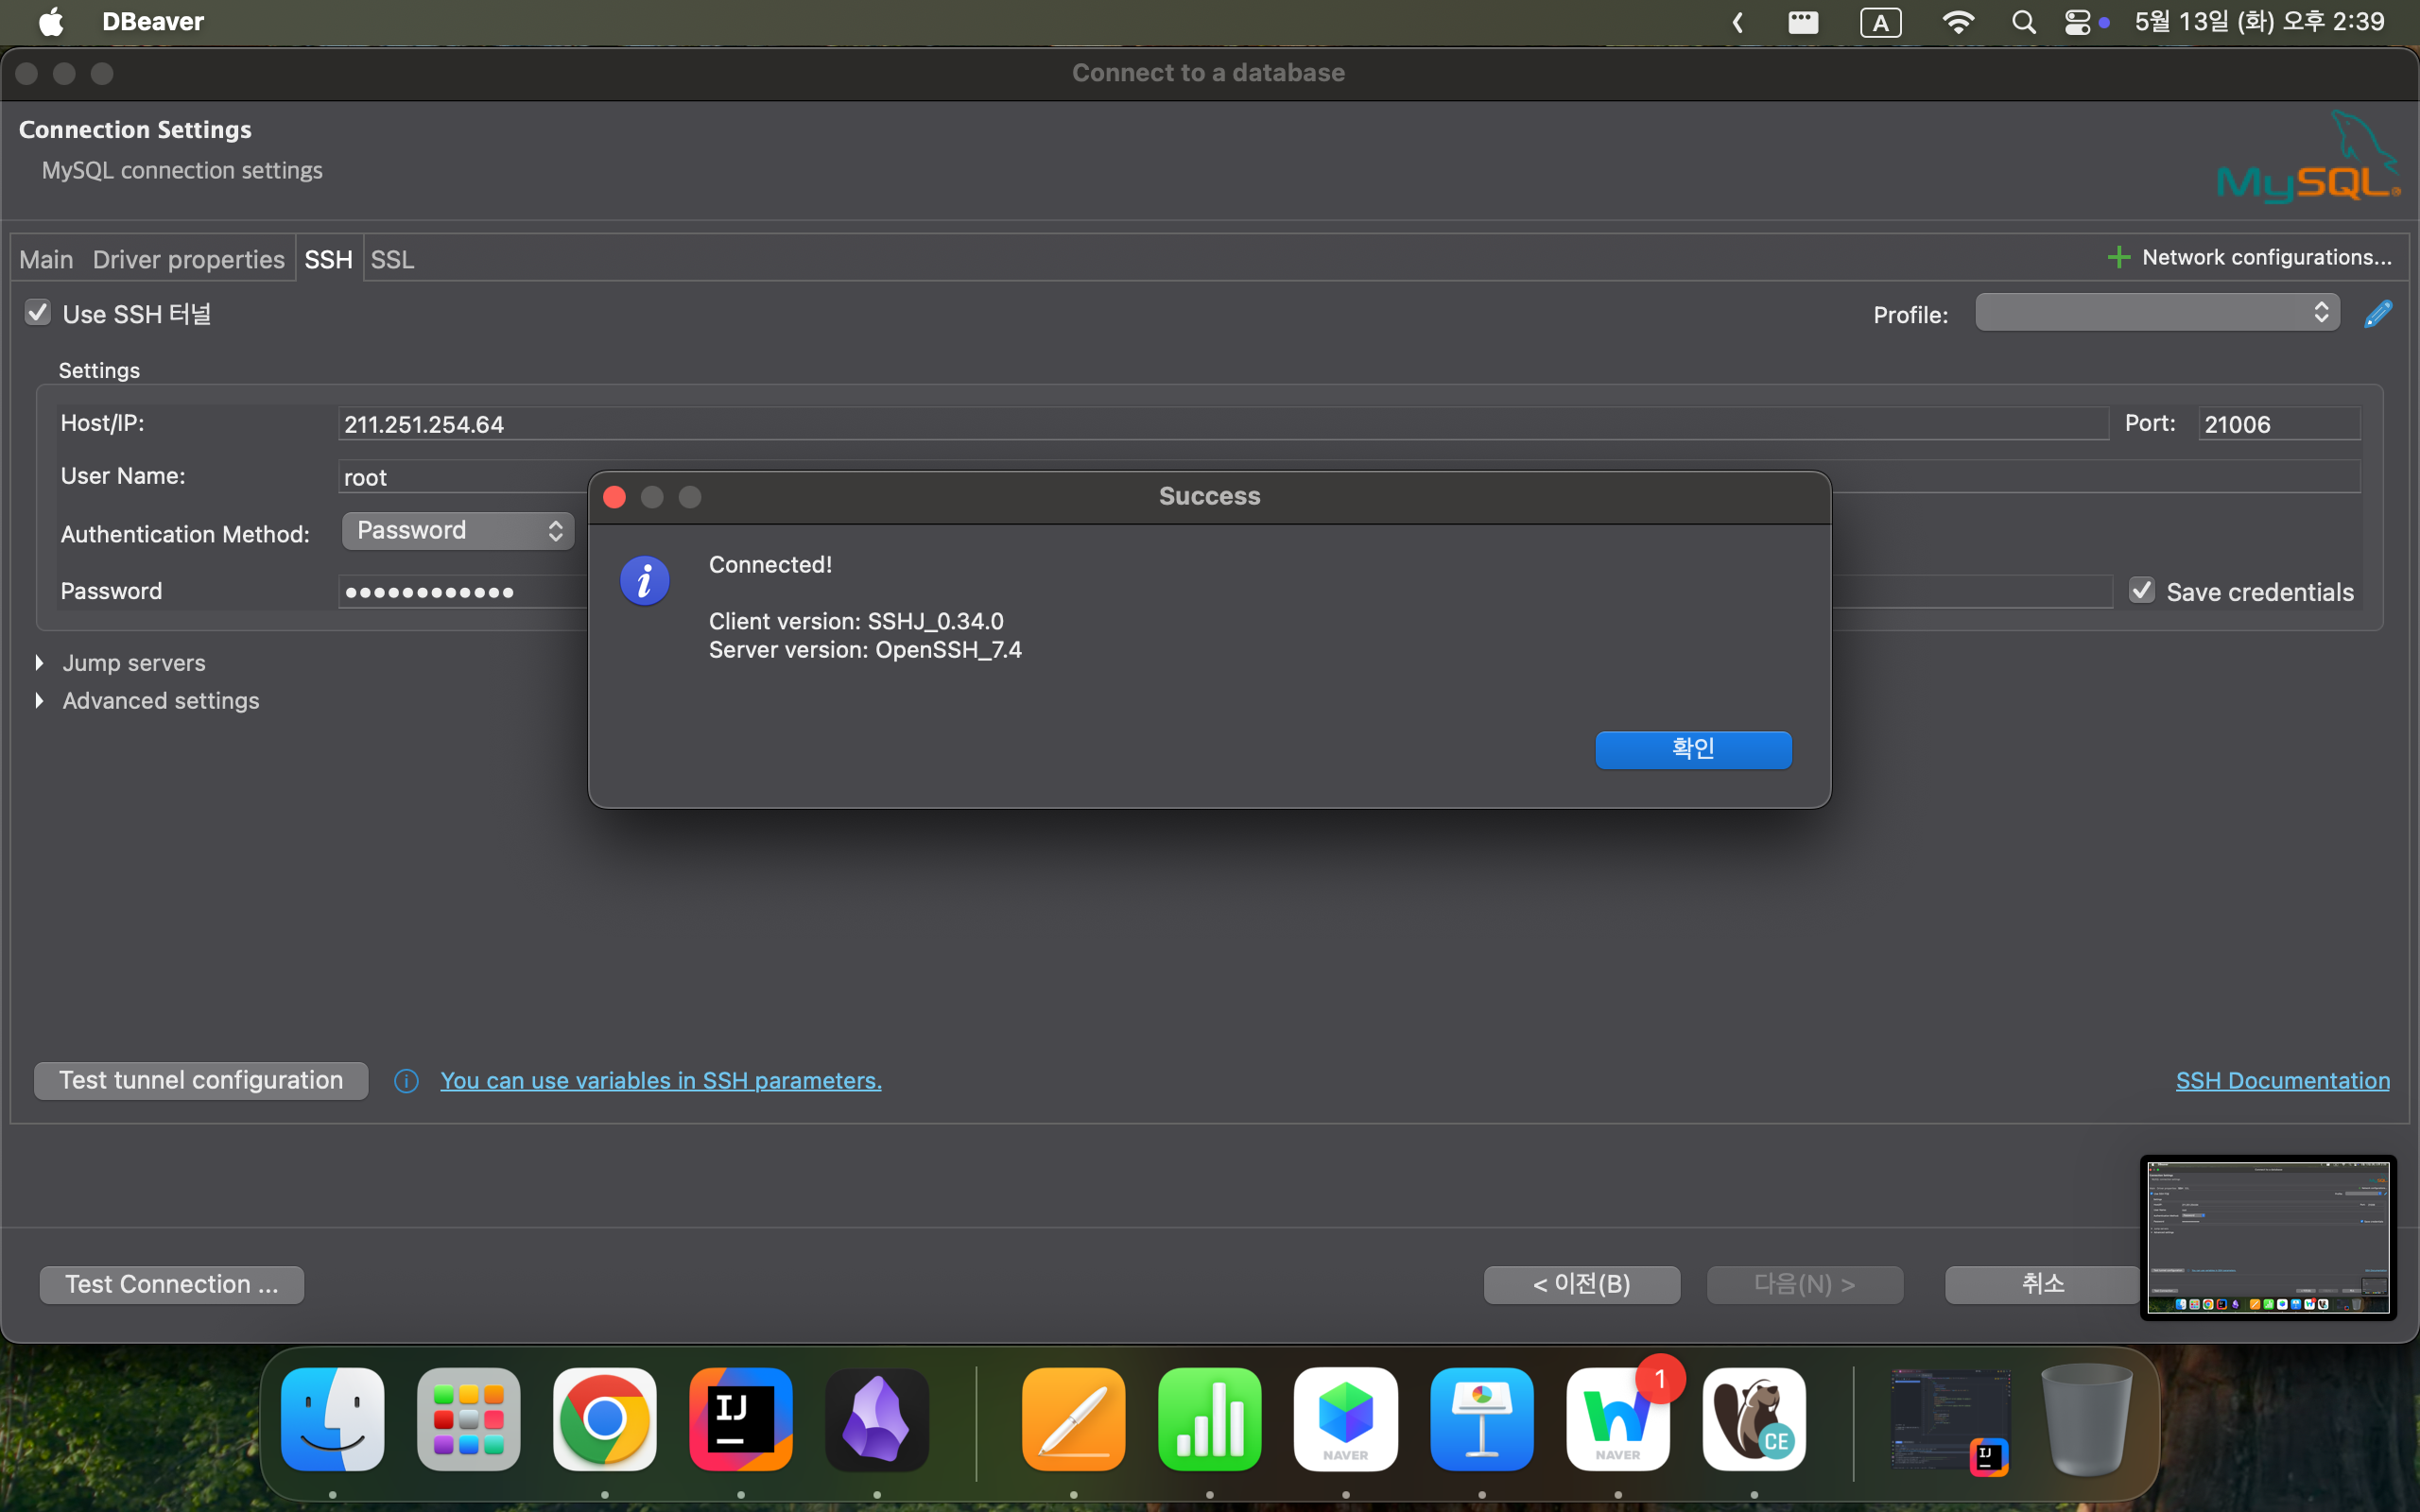 DBeaver
A
5월 13일 (화) 오후 2:39
Connect to a database
Connection Settings
MySQL connection settings
MySQL
Main Driver properties SSH SSL
Network configurations...
Use SSH 터널
Profile:
Settings
Host/IP: 211.251.254.64 Port: 21006
User Name: root
Authentication Method: Password
Password ●●●●●●●●●●●● Save credentials
Jump servers
Advanced settings
Success
Connected!
Client version: SSHJ_0.34.0
Server version: OpenSSH_7.4
확인
Test tunnel configuration You can use variables in SSH parameters. SSH Documentation
Test Connection ... < 이전(B) 다음(N) > 취소
IJ
NAVER
NAVER
1
CE
IJ